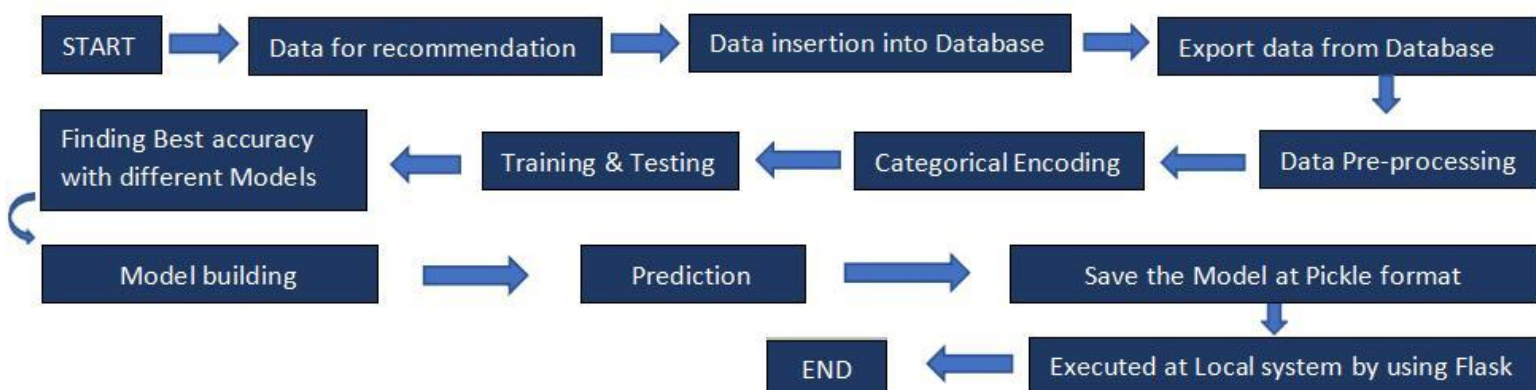 START
Data for recommendation
Data insertion into Database
Export data from Database
Data Pre-processing
Categorical Encoding
Training & Testing
Finding Best accuracy
with different Models
Model building
Prediction
Save the Model at Pickle format
Executed at Local system by using Flask
END